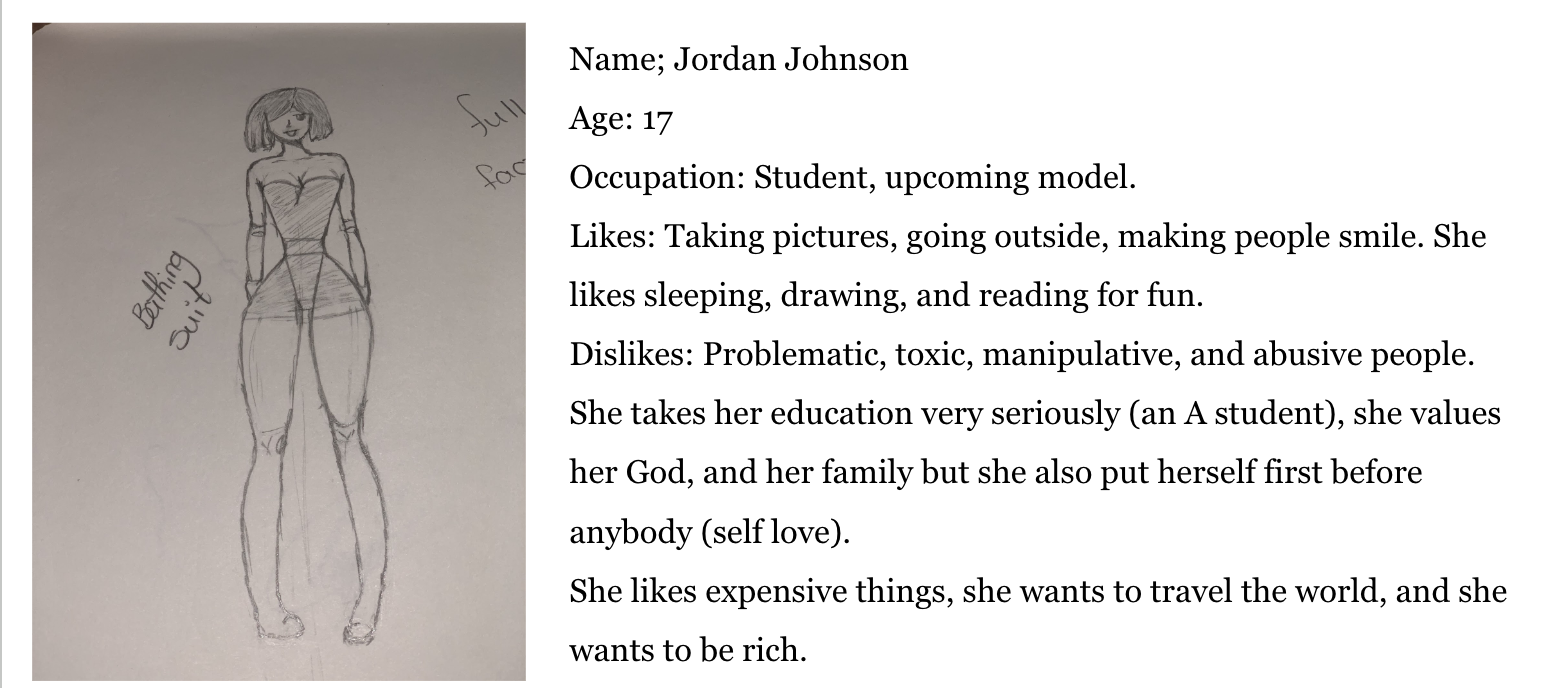 full
fac
Bathing
suit
Name; Jordan Johnson
Age: 17
Occupation: Student, upcoming model.
Likes: Taking pictures, going outside, making people smile. She
likes sleeping, drawing, and reading for fun.
Dislikes: Problematic, toxic, manipulative, and abusive people.
She takes her education very seriously (an A student), she values
her God, and her family but she also put herself first before
anybody (self love).
She likes expensive things, she wants to travel the world, and she
wants to be rich.